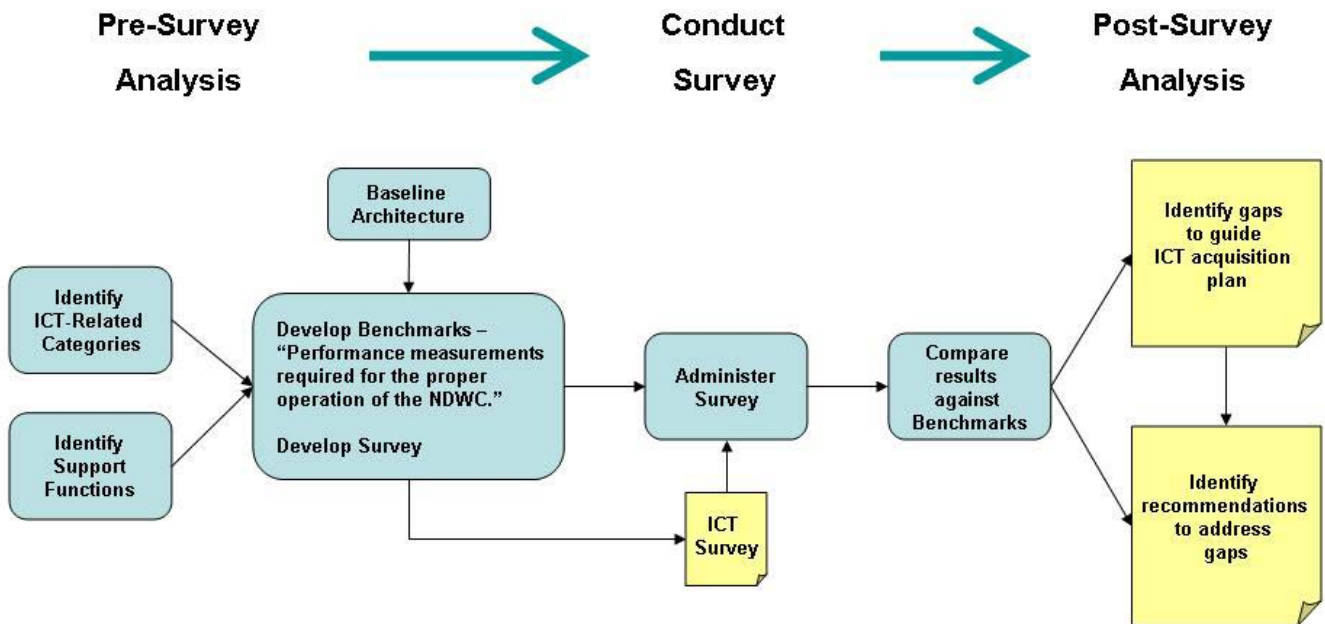 Pre-Survey
Analysis
Conduct
Survey
Post-Survey
Analysis
Baseline
Architecture
Identify
ICT-Related
Categories
Identify
Support
Functions
Develop Benchmarks –
“Performance measurements
required for the proper
operation of the NDWC.”
Develop Survey
Administer
Survey
ICT
Survey
Compare
results
against
Benchmarks
Identify gaps
to guide
ICT acquisition
plan
Identify
recommendations
to address
gaps